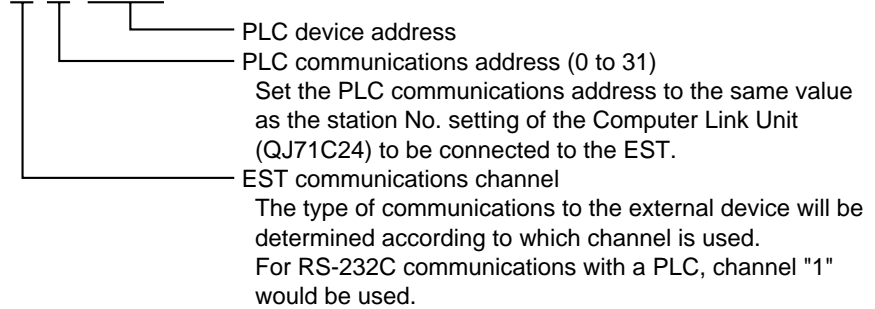 PLC device address
PLC communications address (0 to 31)
Set the PLC communications address to the same value
as the station No. setting of the Computer Link Unit
(QJ71C24) to be connected to the EST.
EST communications channel
The type of communications to the external device will be
determined according to which channel is used.
For RS-232C communications with a PLC, channel "1"
would be used.